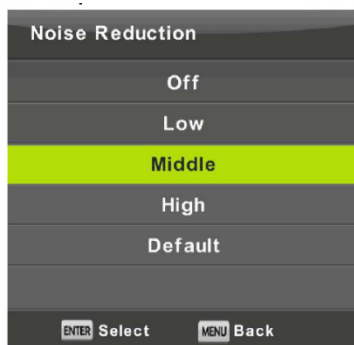 Noise Reduction
Off
Low
Middle
High
Default
ENTER Select MENU Back